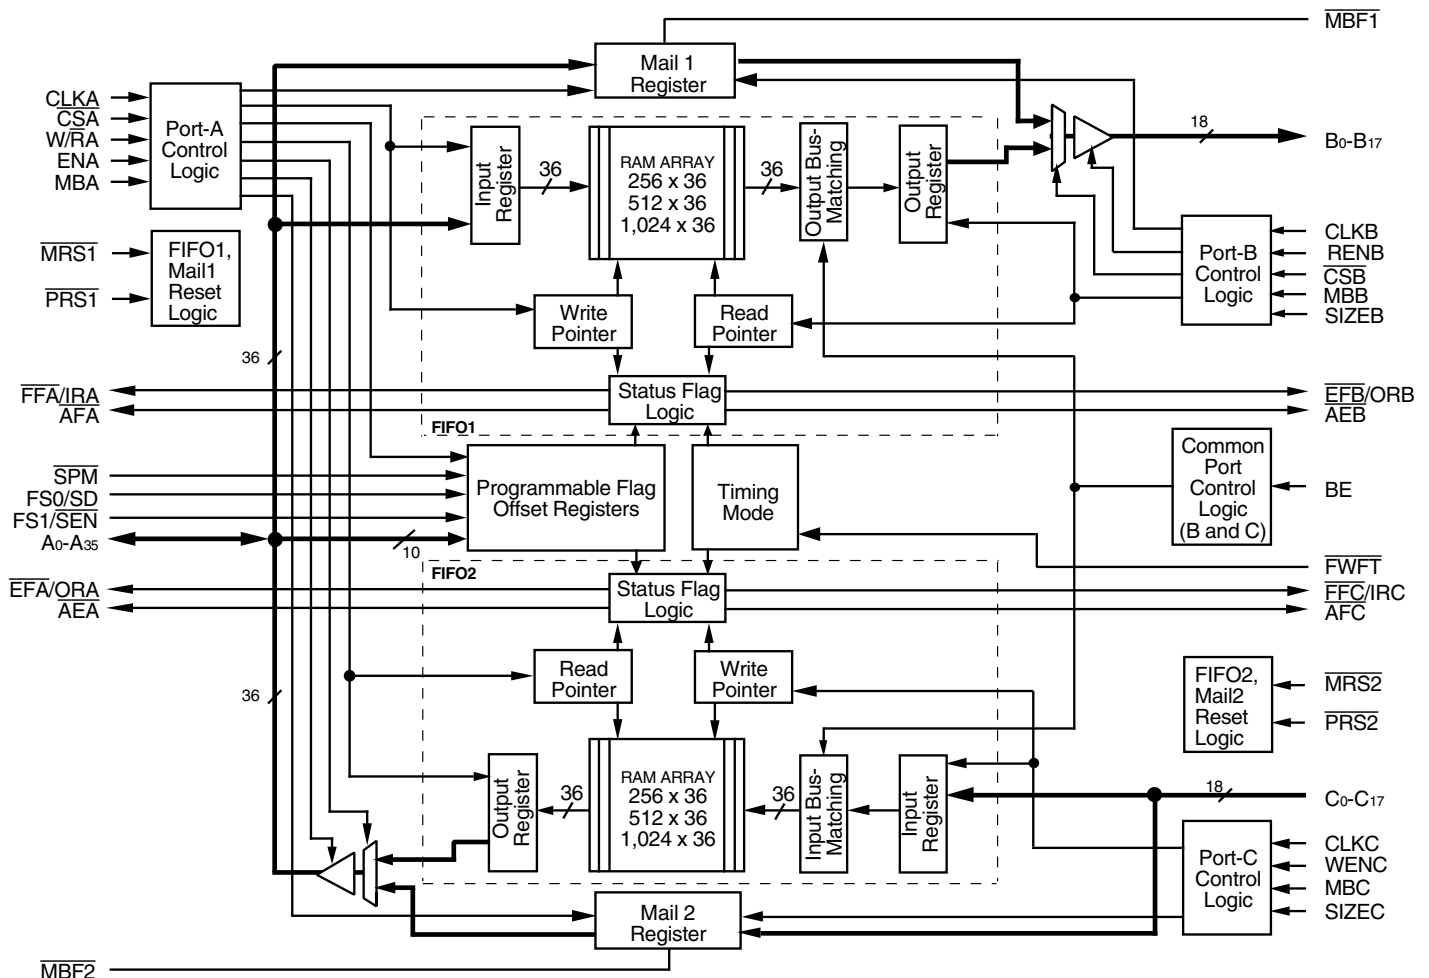 MBF1
Mail 1
Register
CLKA
CSA
W/RA
ENA
MBA
Port-A
Control
Logic
Input
Register
36
RAM ARRAY
256 x 36
512 x 36
1,024 x 36
36
Output Bus-
Matching
Output
Register
18
B0-B17
MRS1
PRS1
FIFO1,
Mail1
Reset
Logic
Port-B
Control
Logic
CLKB
RENB
CSB
MBB
SIZEB
Write
Pointer
Read
Pointer
36
FFA/IRA
AFA
Status Flag
Logic
EFB/ORB
AEB
FIFO1
SPM
FS0/SD
FS1/SEN
A0-A35
10
Programmable Flag
Offset Registers
Timing
Mode
Common
Port
Control
Logic
(B and C)
BE
FIFO2
FWFT
EFA/ORA
AEA
Status Flag
Logic
FFC/IRC
AFC
Read
Pointer
Write
Pointer
36
FIFO2,
Mail2
Reset
Logic
MRS2
PRS2
Output
Register
36
RAM ARRAY
256 x 36
512 x 36
1,024 x 36
36
Input Bus-
Matching
Input
Register
18
C0-C17
Port-C
Control
Logic
CLKC
WENC
MBC
SIZEC
Mail 2
Register
MBF2